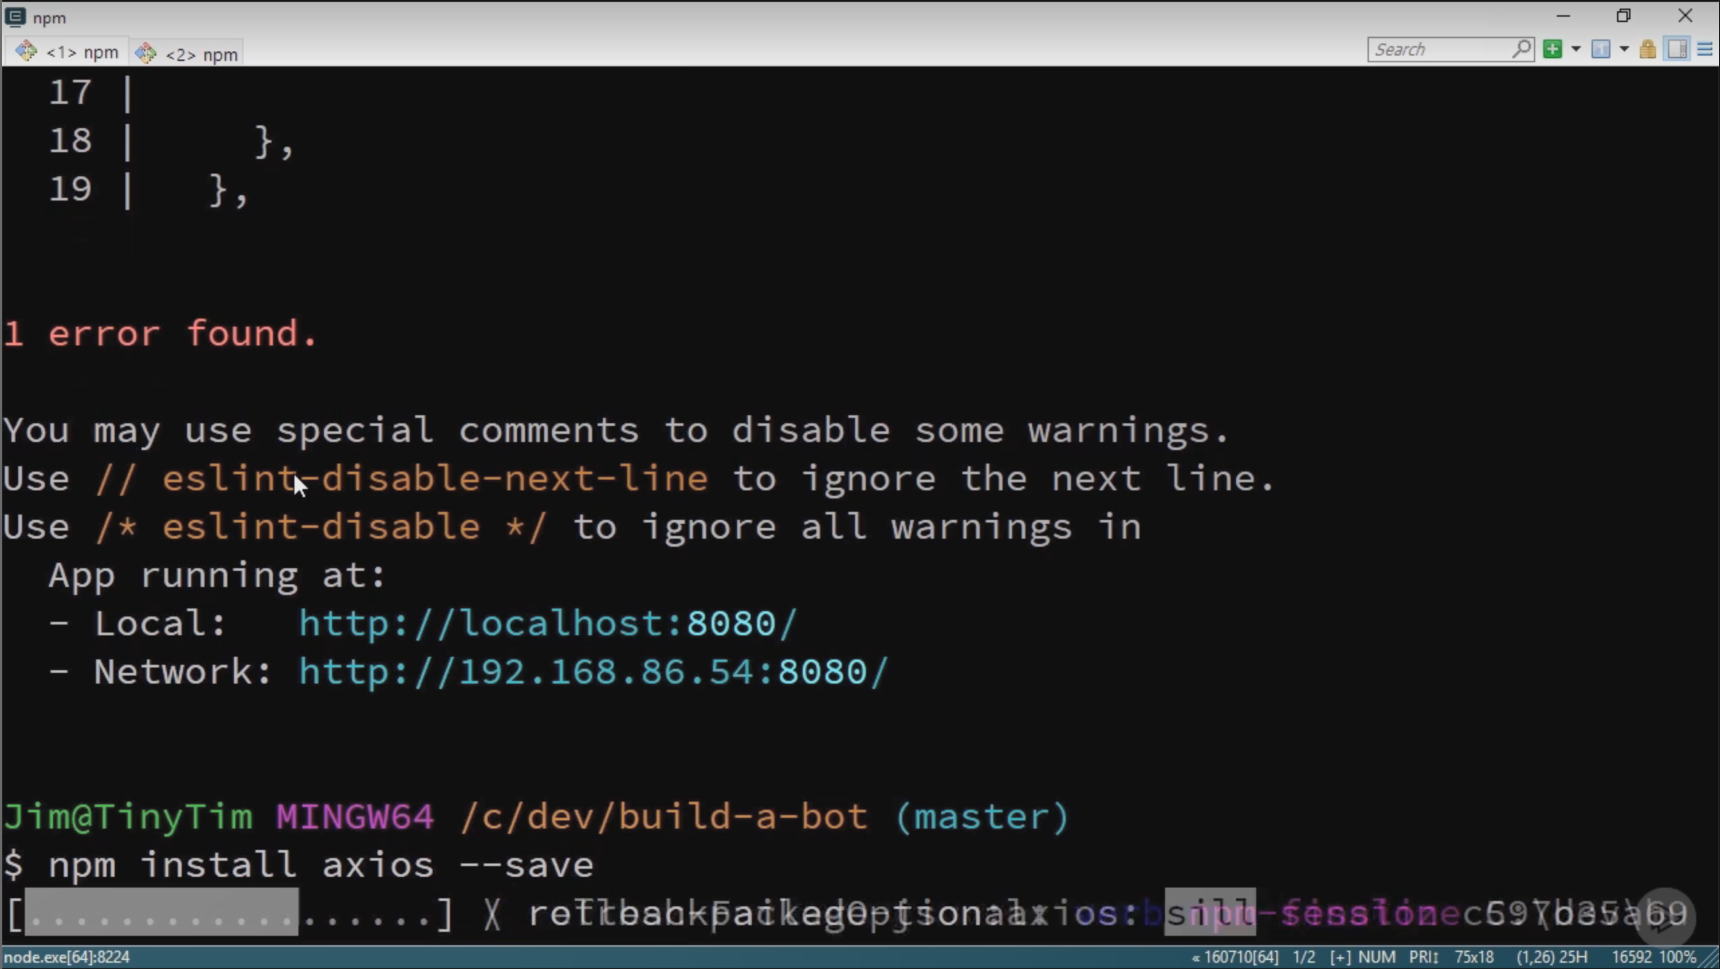 npm
<1> npm <2> npm Search
17 |
18 | },
19 | },
1 error found.
You may use special comments to disable some warnings.
Use // eslint-disable-next-line to ignore the next line.
Use /* eslint-disable */ to ignore all warnings in
App running at:
- Local: http://localhost:8080/
- Network: http://192.168.86.54:8080/
Jim@TinyTim MINGW64 /c/dev/build-a-bot (master)
$ npm install axios --save
[..................]
node.exe[64]:8224 « 160710[64] 1/2 [+] NUM PRI↕ 75x18 (1,26) 25H 16592 100%